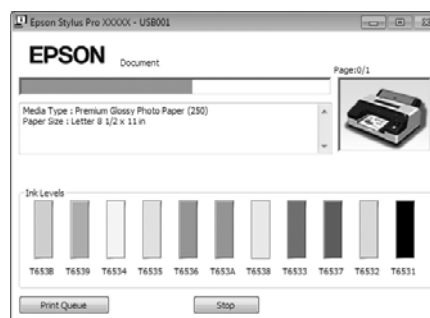 Epson Stylus Pro XXXXX - USB001
EPSON
Document
Page:0/1
Media Type : Premium Glossy Photo Paper (250)
Paper Size : Letter 8 1/2 x 11 in
Ink Levels
T653B T6539 T6534 T6535 T6536 T653A T6538 T6533 T6537 T6532 T6531
Print Queue Stop